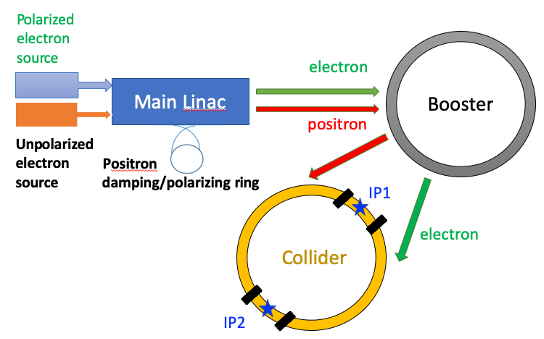 Polarized
electron
source
Main Linac
electron
positron
Booster
Unpolarized
electron
source
Positron
damping/polarizing ring
IP1
electron
Collider
IP2